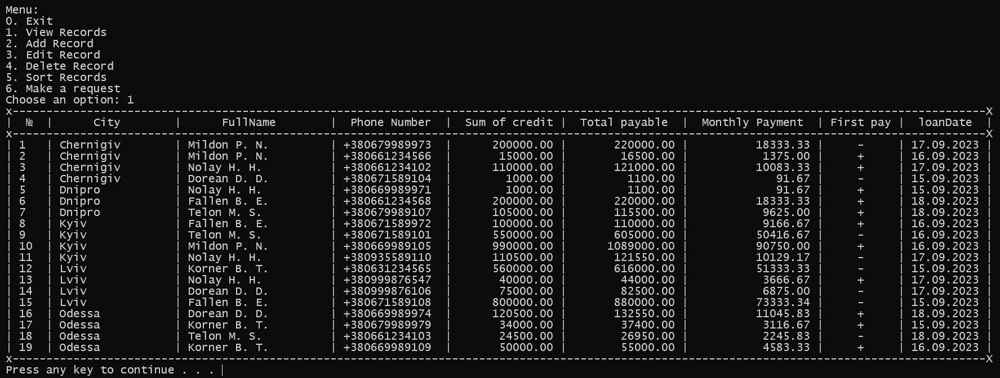 Menu:
0. Exit
1. View Records
2. Add Record
3. Edit Record
4. Delete Record
5. Sort Records
6. Make a request
Choose an option: 1
x------------------------------------------------------------------------------------------------------------------------------------------------X
|  №  |      City        |      FullName        |  Phone Number  |  Sum of credit |  Total payable  |  Monthly Payment  | First pay |  loanDate  |
x------------------------------------------------------------------------------------------------------------------------------------------------X
| 1   | Chernigiv        | Mildon P. N.         | +380679989973  |      200000.00 |       220000.00 |          18333.33 |     -     | 17.09.2023 |
| 2   | Chernigiv        | Mildon P. N.         | +380661234566  |       15000.00 |        16500.00 |           1375.00 |     +     | 16.09.2023 |
| 3   | Chernigiv        | Nolay H. H.          | +380661234102  |      110000.00 |       121000.00 |          10083.33 |     +     | 17.09.2023 |
| 4   | Chernigiv        | Dorean D. D.         | +380671589104  |        1000.00 |         1100.00 |             91.67 |     -     | 15.09.2023 |
| 5   | Dnipro           | Nolay H. H.          | +380669989971  |        1000.00 |         1100.00 |             91.67 |     +     | 15.09.2023 |
| 6   | Dnipro           | Fallen B. E.         | +380661234568  |      200000.00 |       220000.00 |          18333.33 |     +     | 18.09.2023 |
| 7   | Dnipro           | Telon M. S.          | +380679989107  |      105000.00 |       115500.00 |           9625.00 |     +     | 18.09.2023 |
| 8   | Kyiv             | Fallen B. E.         | +380671589972  |      100000.00 |       110000.00 |           9166.67 |     +     | 16.09.2023 |
| 9   | Kyiv             | Telon M. S.          | +380671589101  |      550000.00 |       605000.00 |          50416.67 |     -     | 16.09.2023 |
| 10  | Kyiv             | Mildon P. N.         | +380669989105  |      990000.00 |      1089000.00 |          90750.00 |     +     | 16.09.2023 |
| 11  | Kyiv             | Nolay H. H.          | +380935589110  |      110500.00 |       121550.00 |          10129.17 |     -     | 17.09.2023 |
| 12  | Lviv             | Korner B. T.         | +380631234565  |      560000.00 |       616000.00 |          51333.33 |     -     | 15.09.2023 |
| 13  | Lviv             | Nolay H. H.          | +380999876547  |       40000.00 |        44000.00 |           3666.67 |     +     | 17.09.2023 |
| 14  | Lviv             | Dorean D. D.         | +380999876106  |       75000.00 |        82500.00 |           6875.00 |     -     | 17.09.2023 |
| 15  | Lviv             | Fallen B. E.         | +380671589108  |      800000.00 |       880000.00 |          73333.34 |     -     | 15.09.2023 |
| 16  | Odessa           | Dorean D. D.         | +380669989974  |      120500.00 |       132550.00 |          11045.83 |     +     | 18.09.2023 |
| 17  | Odessa           | Korner B. T.         | +380679989979  |       34000.00 |        37400.00 |           3116.67 |     +     | 15.09.2023 |
| 18  | Odessa           | Telon M. S.          | +380661234103  |       24500.00 |        26950.00 |           2245.83 |     -     | 18.09.2023 |
| 19  | Odessa           | Korner B. T.         | +380669989109  |       50000.00 |        55000.00 |           4583.33 |     +     | 16.09.2023 |
x------------------------------------------------------------------------------------------------------------------------------------------------X
Press any key to continue . . .